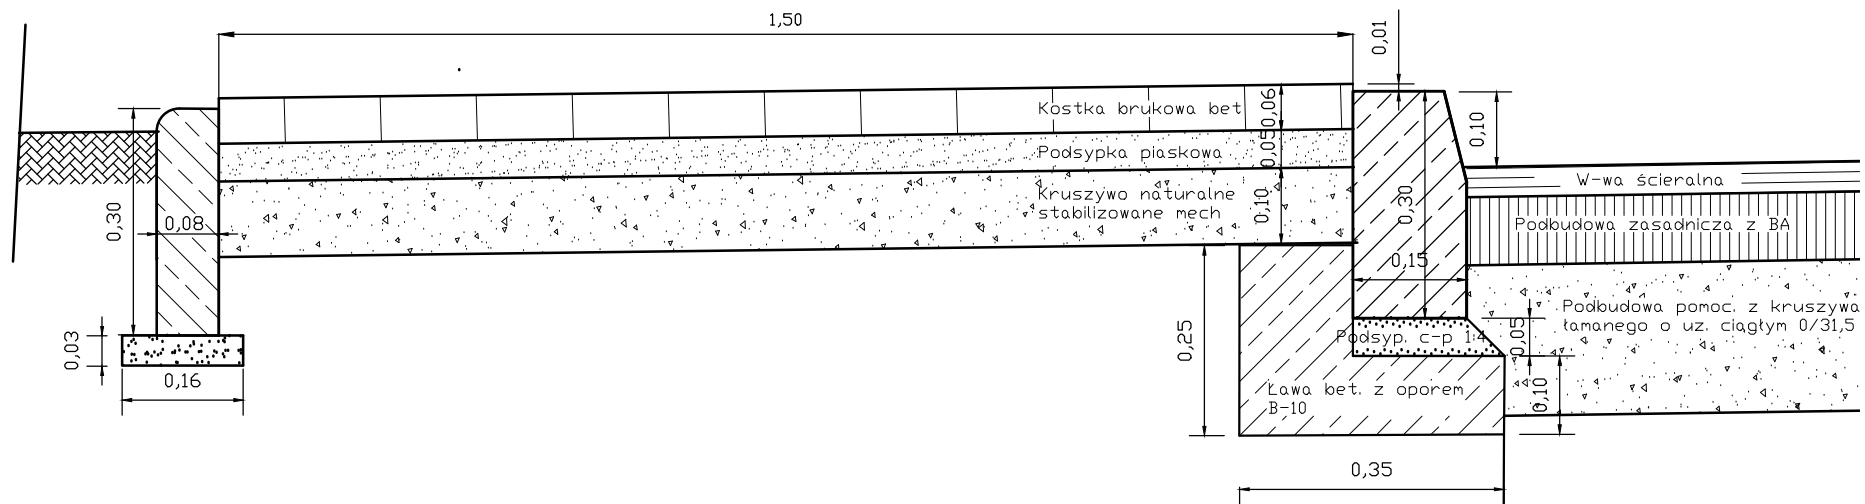 1,50
0,01
Kostka brukowa bet
0,06
0,10
Podsypka piaskowa
0,05
W-wa ścieralna
Kruszywo naturalne
stabilizowane mech
0,10
0,30
0,30
0,08
Podbudowa zasadnicza z BA
0,15
Podbudowa pomoc. z kruszywa
łamanego o uz. ciągłym 0/31,5
0,03
0,25
Podsyp. c-p 1:4
0,05
0,16
Ława bet. z oporem
B-10
0,10
0,35